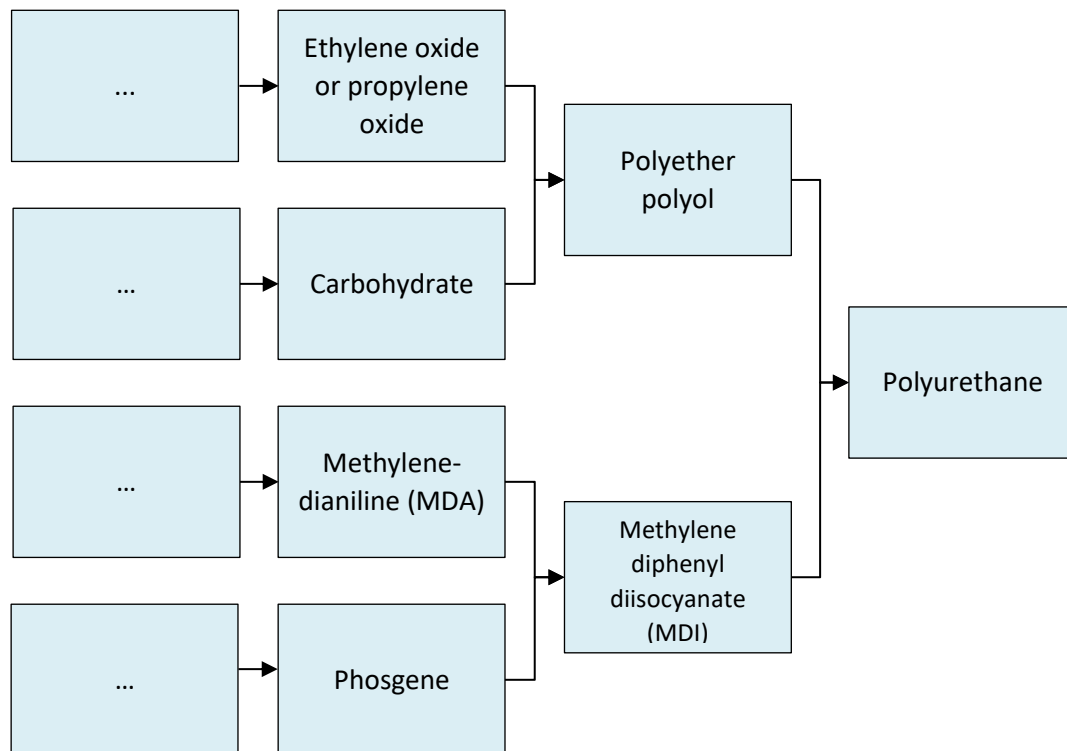 ...
Ethylene oxide
or propylene
oxide
Polyether
polyol
...
Carbohydrate
Polyurethane
...
Methylene-
dianiline (MDA)
Methylene
diphenyl
diisocyanate
(MDI)
...
Phosgene